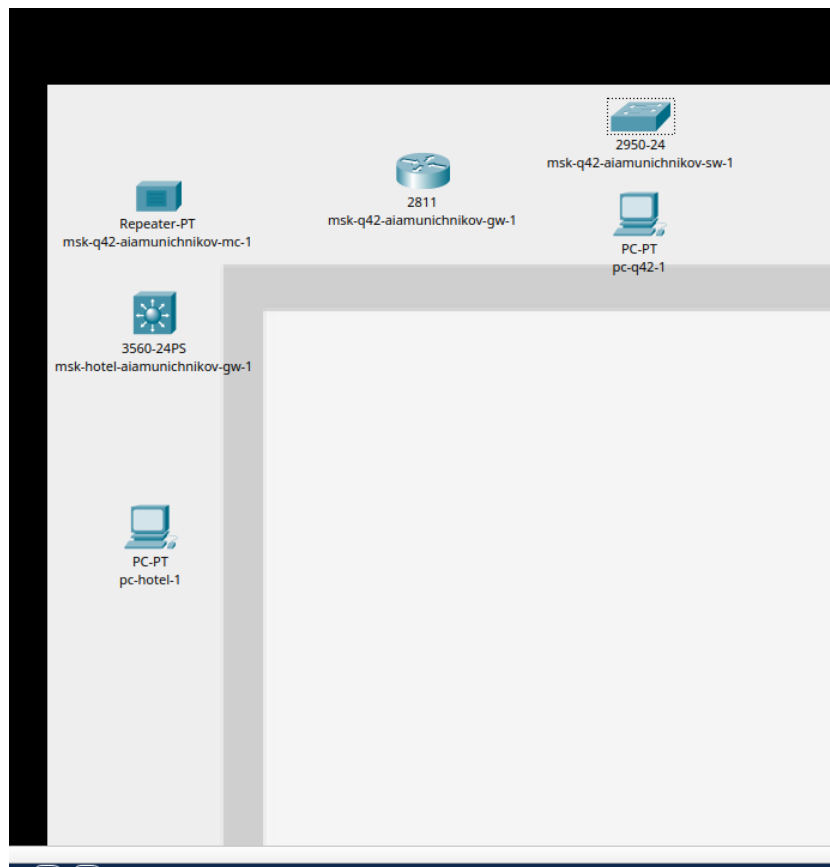 2950-24
msk-q42-aiamunichnikov-sw-1
2811
msk-q42-aiamunichnikov-gw-1
Repeater-PT
msk-q42-aiamunichnikov-mc-1
PC-PT
pc-q42-1
3560-24PS
msk-hotel-aiamunichnikov-gw-1
PC-PT
pc-hotel-1